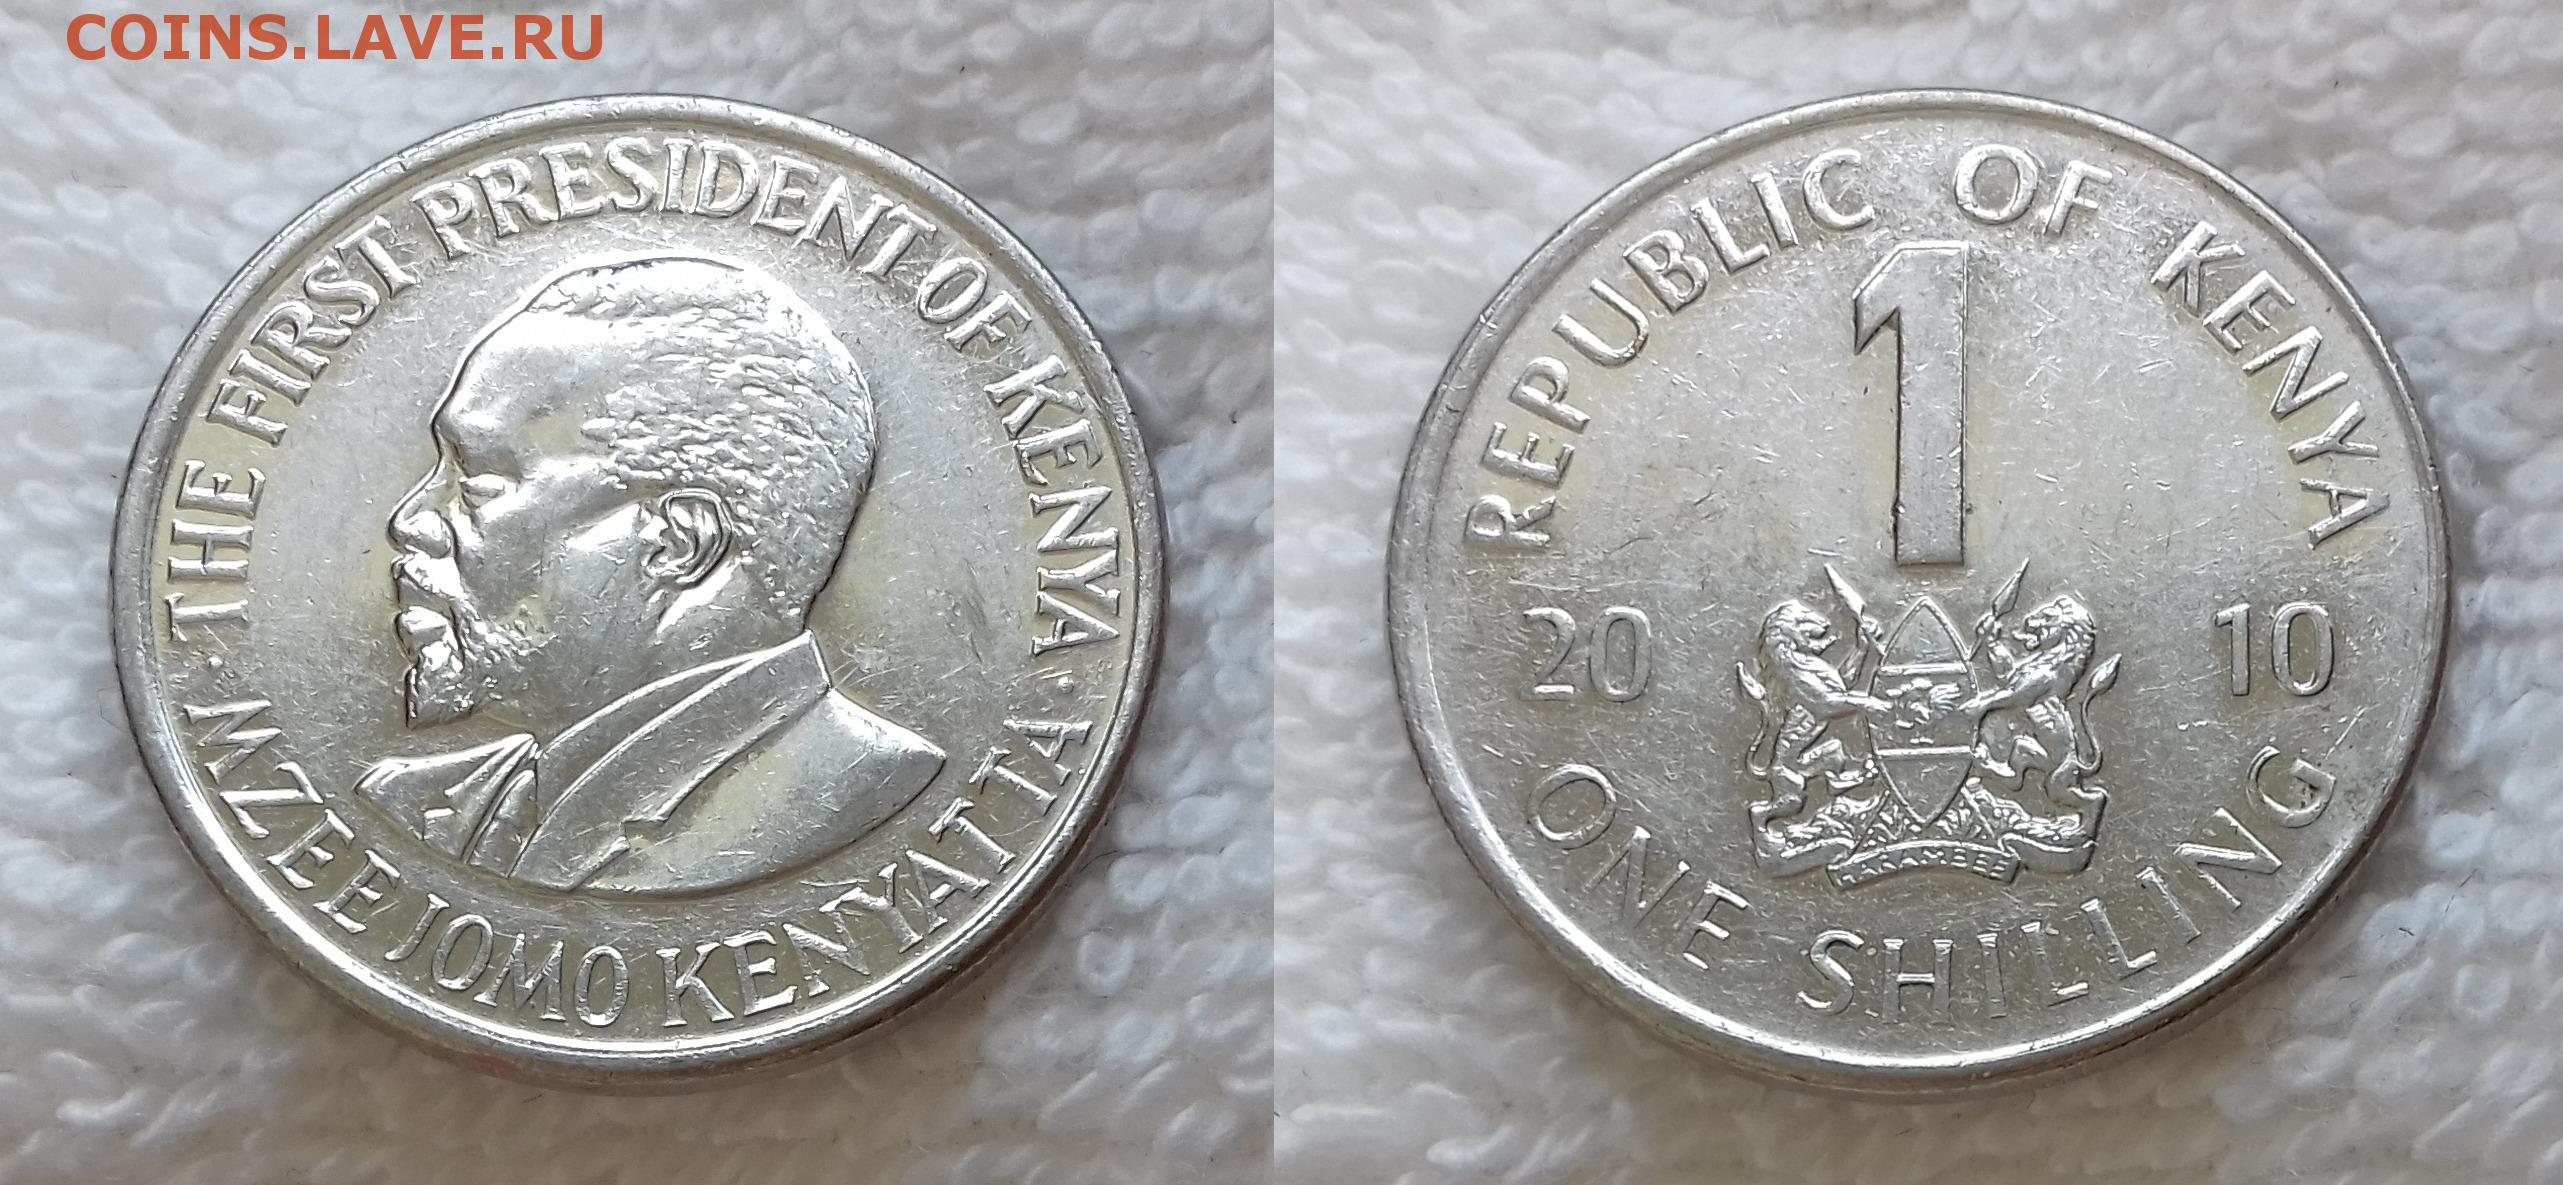 COINS.LAVE.RU
· THE FIRST PRESIDENT OF KENYA ·
MZEE JOMO KENYATTA
REPUBLIC OF KENYA
1
20 10
HARAMBEE
ONE SHILLING